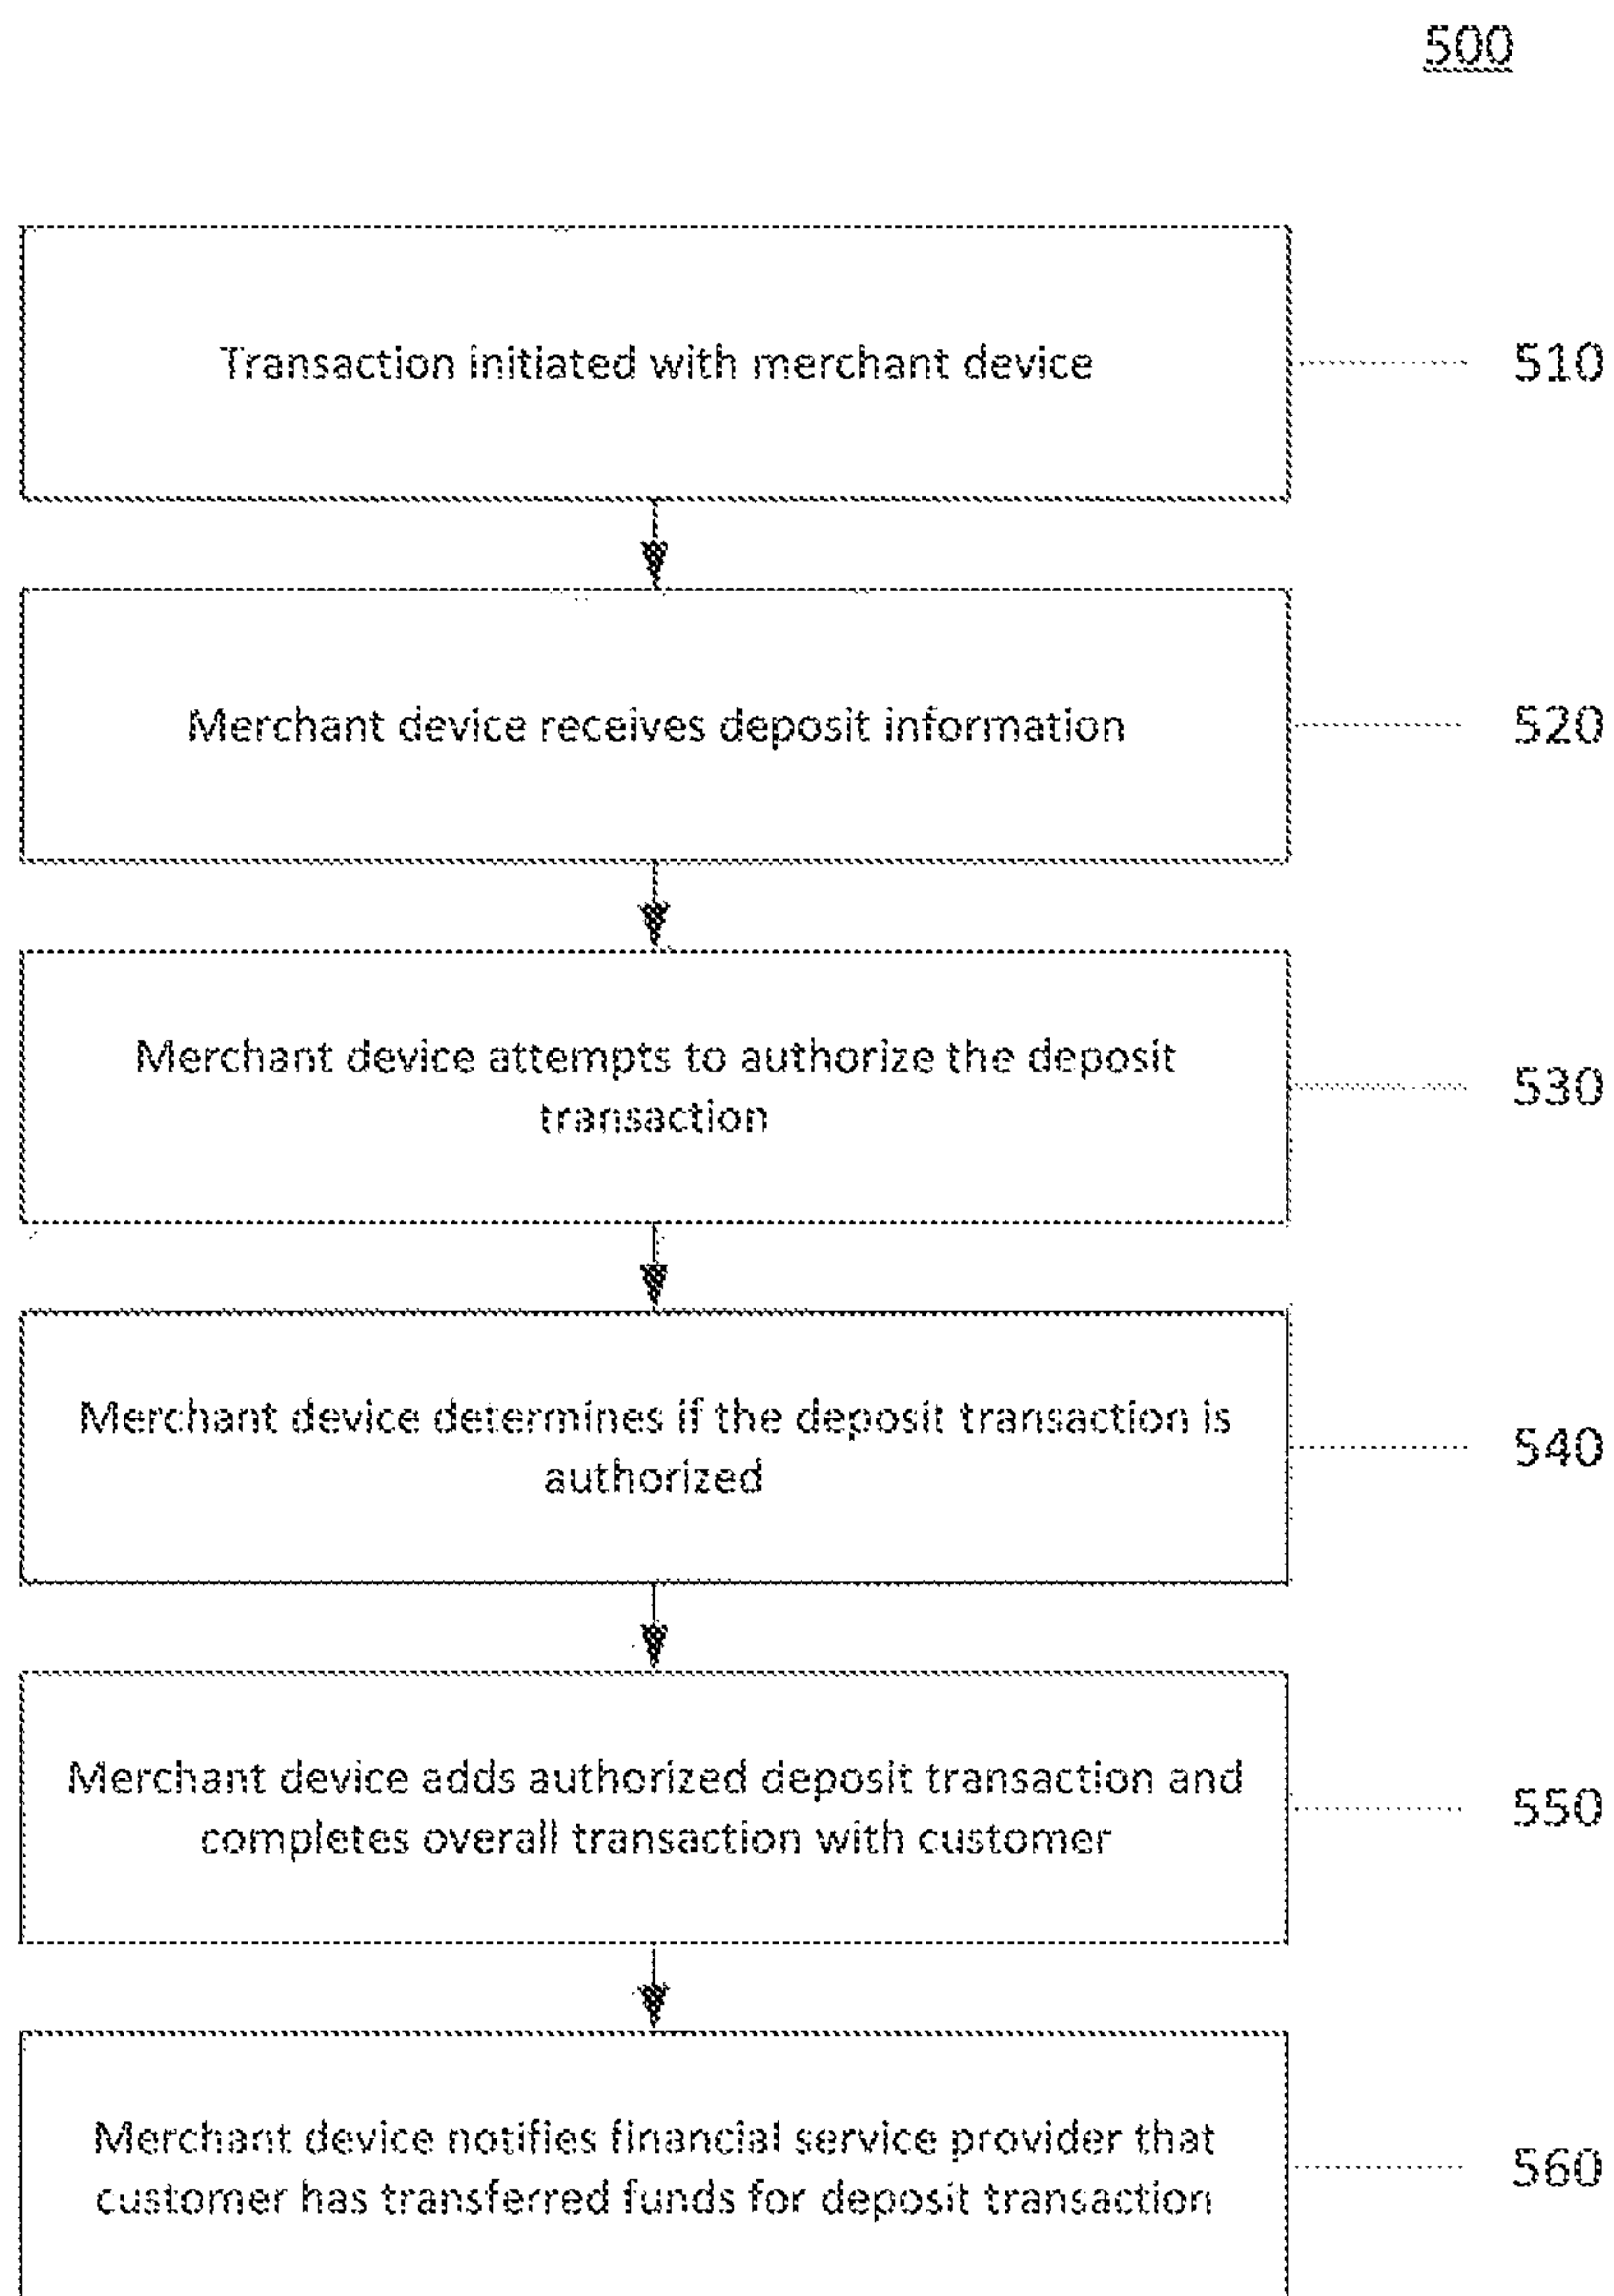 500
Transaction initiated with merchant device
510
Merchant device receives deposit information
520
Merchant device attempts to authorize the deposit
transaction
530
Merchant device determines if the deposit transaction is
authorized
540
Merchant device adds authorized deposit transaction and
completes overall transaction with customer
550
Merchant device notifies financial service provider that
customer has transferred funds for deposit transaction
560